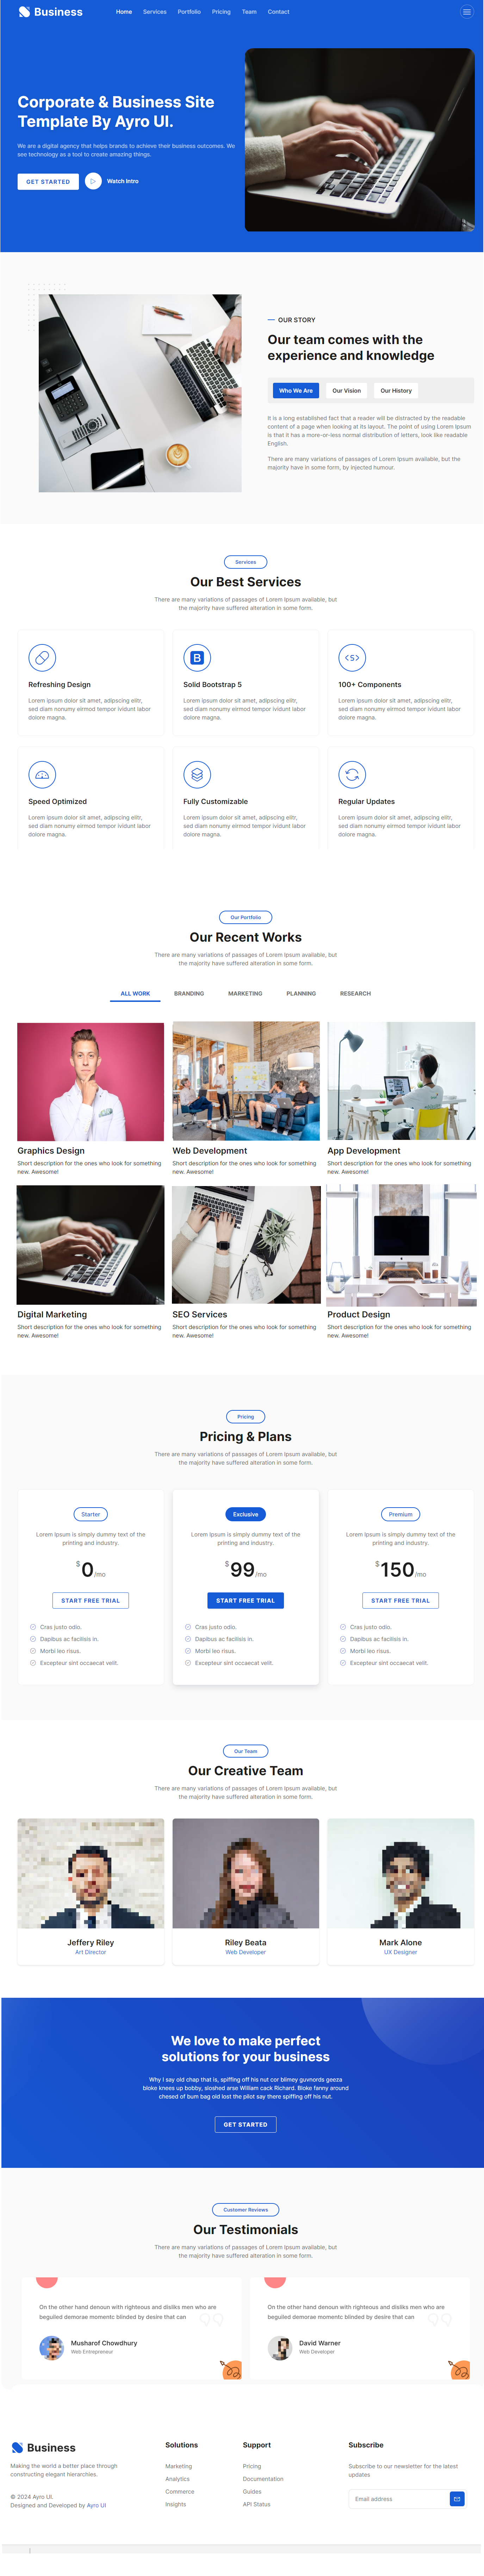 Business
Home Services Portfolio Pricing Team Contact
Corporate & Business Site
Template By Ayro UI.
We are a digital agency that helps brands to achieve their business outcomes. We
see technology as a tool to create amazing things.
GET STARTED
Watch Intro
OUR STORY
Our team comes with the
experience and knowledge
Who We Are Our Vision Our History
It is a long established fact that a reader will be distracted by the readable
content of a page when looking at its layout. The point of using Lorem Ipsum
is that it has a more-or-less normal distribution of letters, look like readable
English.
There are many variations of passages of Lorem Ipsum available, but the
majority have in some form, by injected humour.
Services
Our Best Services
There are many variations of passages of Lorem Ipsum available, but
the majority have suffered alteration in some form.
Refreshing Design
Lorem ipsum dolor sit amet, adipscing elitr,
sed diam nonumy eirmod tempor ividunt labor
dolore magna.
Solid Bootstrap 5
Lorem ipsum dolor sit amet, adipscing elitr,
sed diam nonumy eirmod tempor ividunt labor
dolore magna.
100+ Components
Lorem ipsum dolor sit amet, adipscing elitr,
sed diam nonumy eirmod tempor ividunt labor
dolore magna.
Speed Optimized
Lorem ipsum dolor sit amet, adipscing elitr,
sed diam nonumy eirmod tempor ividunt labor
dolore magna.
Fully Customizable
Lorem ipsum dolor sit amet, adipscing elitr,
sed diam nonumy eirmod tempor ividunt labor
dolore magna.
Regular Updates
Lorem ipsum dolor sit amet, adipscing elitr,
sed diam nonumy eirmod tempor ividunt labor
dolore magna.
Our Portfolio
Our Recent Works
There are many variations of passages of Lorem Ipsum available, but
the majority have suffered alteration in some form.
ALL WORK BRANDING MARKETING PLANNING RESEARCH
Graphics Design
Short description for the ones who look for something
new. Awesome!
Web Development
Short description for the ones who look for something
new. Awesome!
App Development
Short description for the ones who look for something
new. Awesome!
Digital Marketing
Short description for the ones who look for something
new. Awesome!
SEO Services
Short description for the ones who look for something
new. Awesome!
Product Design
Short description for the ones who look for something
new. Awesome!
Pricing
Pricing & Plans
There are many variations of passages of Lorem Ipsum available, but
the majority have suffered alteration in some form.
Starter
Lorem Ipsum is simply dummy text of the
printing and industry.
$0/mo
START FREE TRIAL
Cras justo odio.
Dapibus ac facilisis in.
Morbi leo risus.
Excepteur sint occaecat velit.
Exclusive
Lorem Ipsum is simply dummy text of the
printing and industry.
$99/mo
START FREE TRIAL
Cras justo odio.
Dapibus ac facilisis in.
Morbi leo risus.
Excepteur sint occaecat velit.
Premium
Lorem Ipsum is simply dummy text of the
printing and industry.
$150/mo
START FREE TRIAL
Cras justo odio.
Dapibus ac facilisis in.
Morbi leo risus.
Excepteur sint occaecat velit.
Our Team
Our Creative Team
There are many variations of passages of Lorem Ipsum available, but
the majority have suffered alteration in some form.
Jeffery Riley
Art Director
Riley Beata
Web Developer
Mark Alone
UX Designer
We love to make perfect
solutions for your business
Why I say old chap that is, spiffing off his nut cor blimey guvnords geeza
bloke knees up bobby, sloshed arse William cack Richard. Bloke fanny around
chesed of bum bag old lost the pilot say there spiffing off his nut.
GET STARTED
Customer Reviews
Our Testimonials
There are many variations of passages of Lorem Ipsum available, but
the majority have suffered alteration in some form.
On the other hand denoun with righteous and disliks men who are
beguiled demorae momentc blinded by desire that can
Musharof Chowdhury
Web Entrepreneur
On the other hand denoun with righteous and disliks men who are
beguiled demorae momentc blinded by desire that can
David Warner
Web Developer
Business
Making the world a better place through
constructing elegant hierarchies.
© 2024 Ayro UI.
Designed and Developed by Ayro UI
Solutions
Marketing
Analytics
Commerce
Insights
Support
Pricing
Documentation
Guides
API Status
Subscribe
Subscribe to our newsletter for the latest
updates
Email address